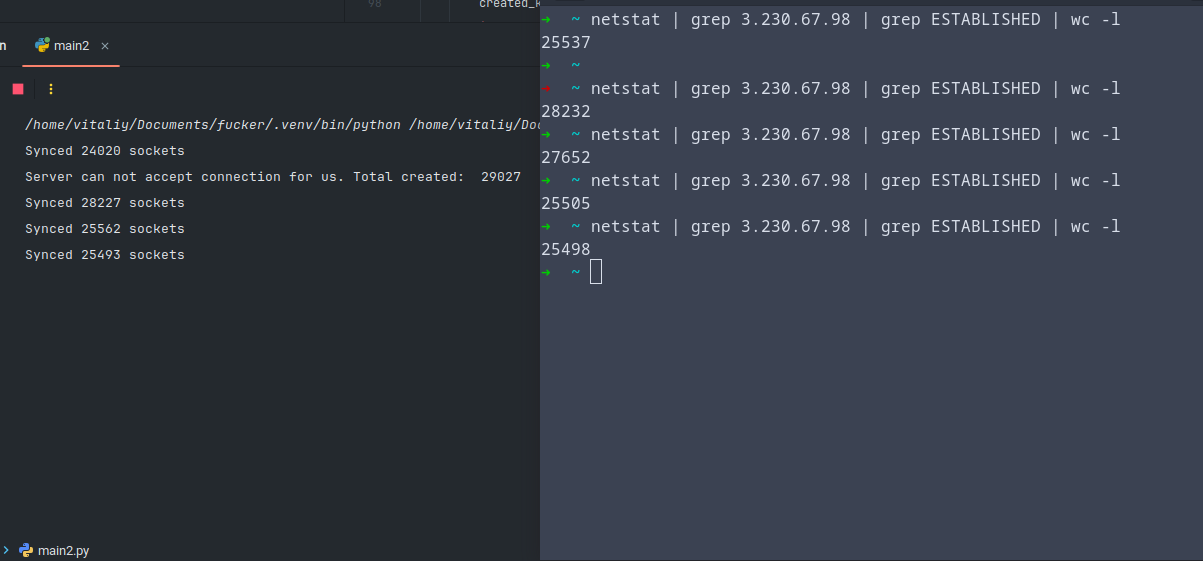 98
created_k
n
main2 ×
/home/vitaliy/Documents/fucker/.venv/bin/python /home/vitaliy/Doc
Synced 24020 sockets
Server can not accept connection for us. Total created:  29027
Synced 28227 sockets
Synced 25562 sockets
Synced 25493 sockets
> main2.py
➜  ~ netstat | grep 3.230.67.98 | grep ESTABLISHED | wc -l
25537
➜  ~
➜  ~ netstat | grep 3.230.67.98 | grep ESTABLISHED | wc -l
28232
➜  ~ netstat | grep 3.230.67.98 | grep ESTABLISHED | wc -l
27652
➜  ~ netstat | grep 3.230.67.98 | grep ESTABLISHED | wc -l
25505
➜  ~ netstat | grep 3.230.67.98 | grep ESTABLISHED | wc -l
25498
➜  ~